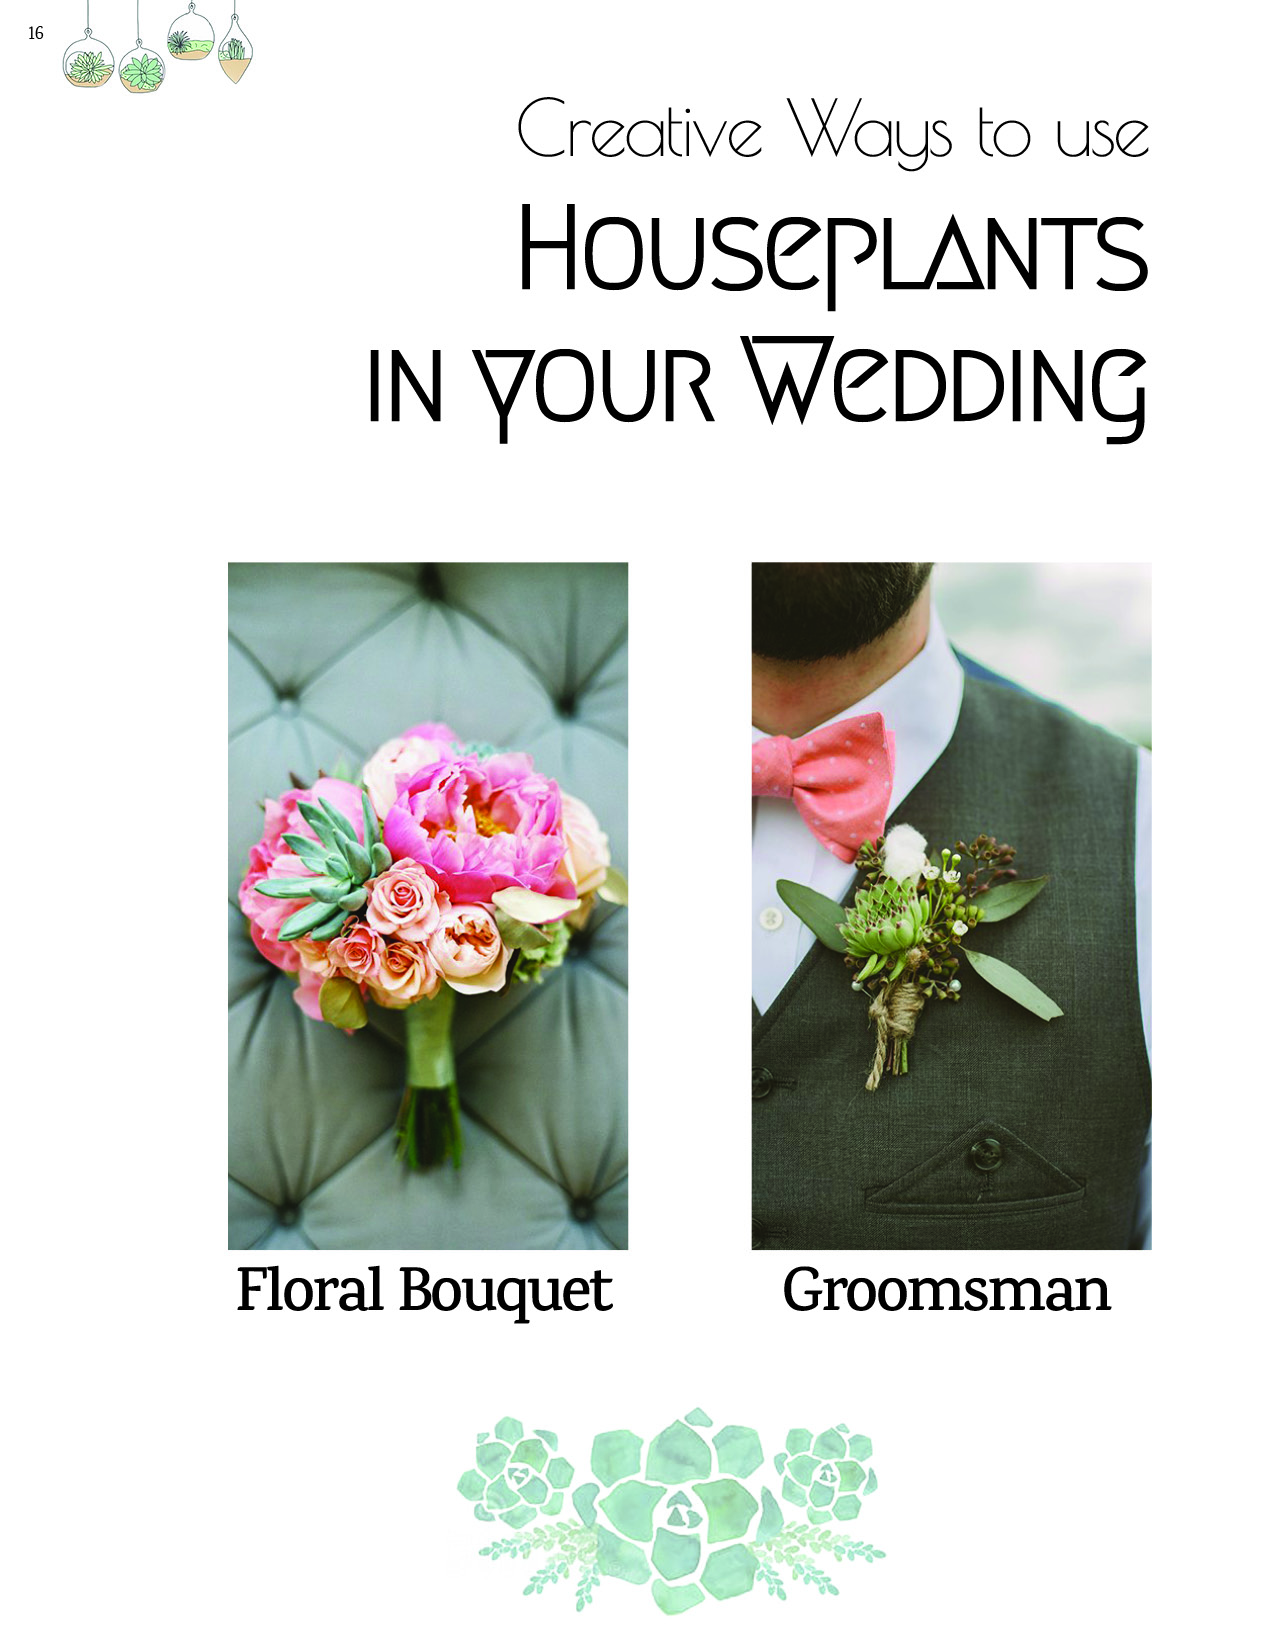 16
Creative Ways to use
Houseplants
in your Wedding
Floral Bouquet
Groomsman